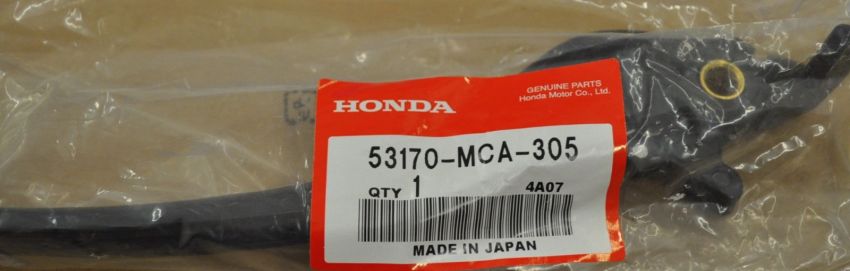 HONDA
GENUINE PARTS
Honda Motor Co., Ltd.
53170-MCA-305
QTY 1 4A07
MADE IN JAPAN